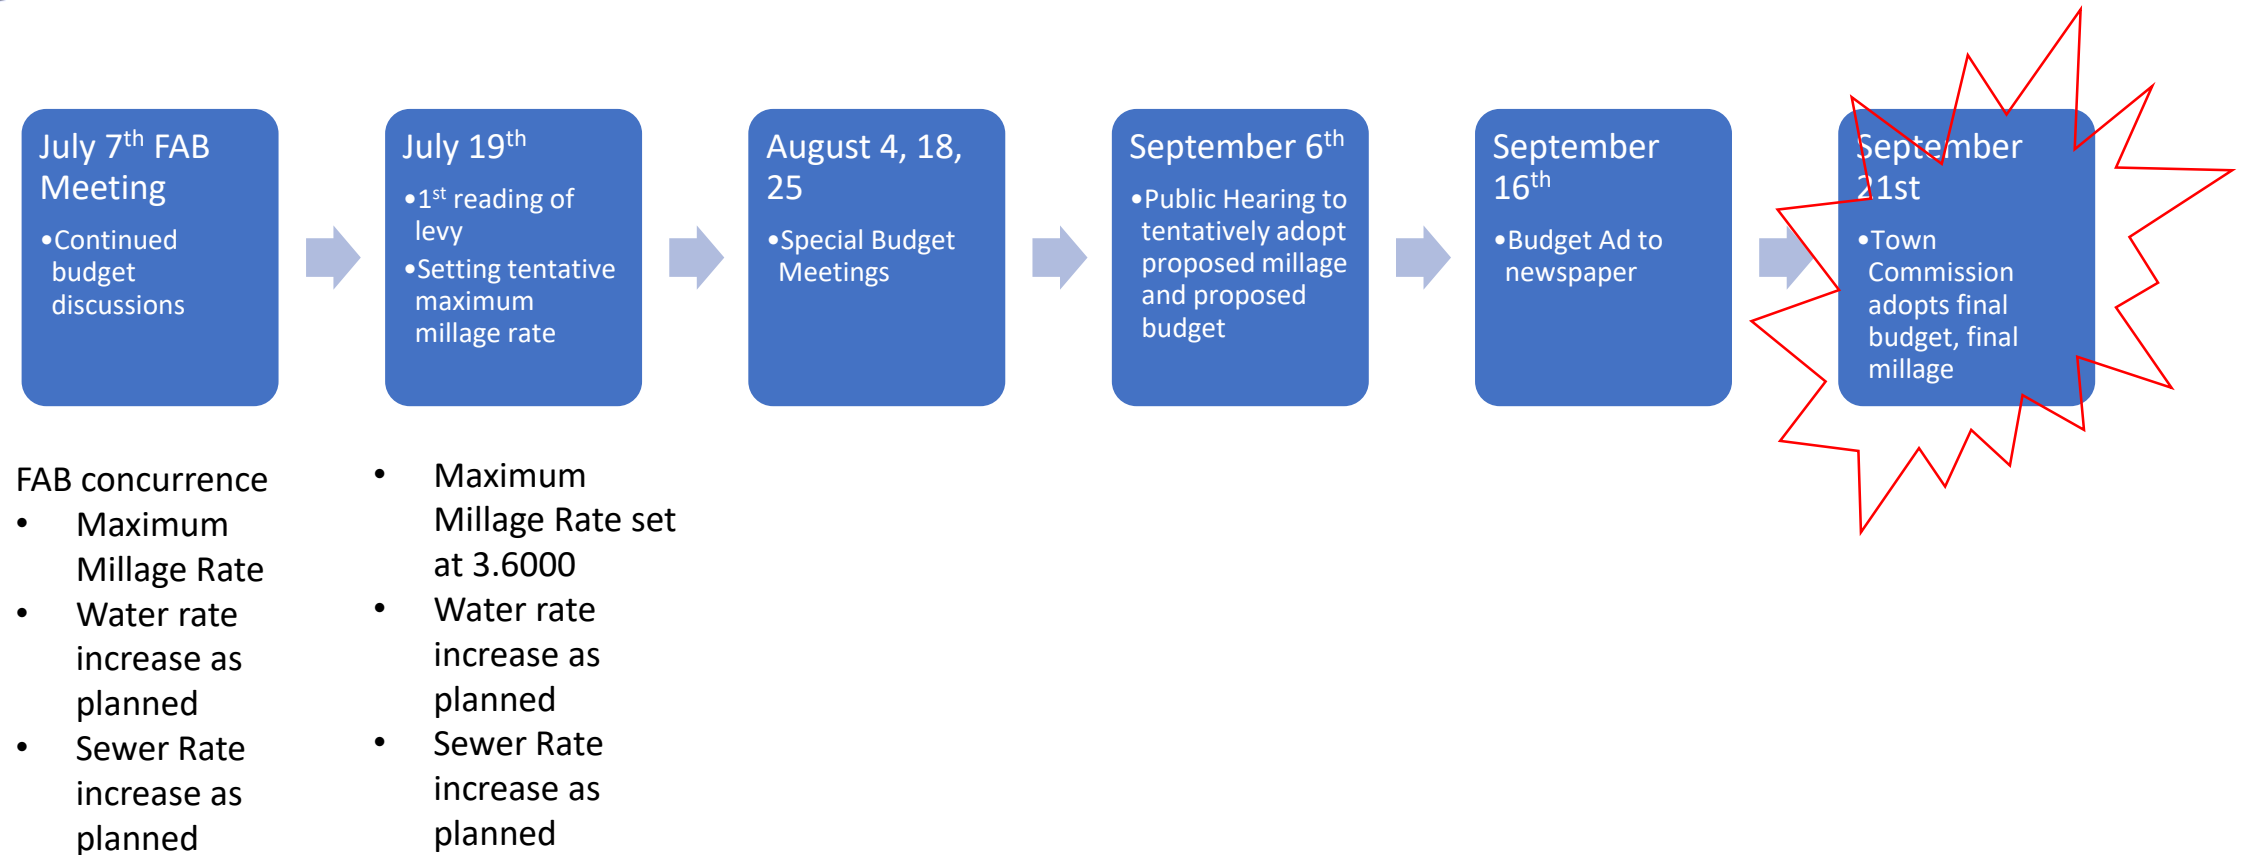 July 7th FAB
Meeting
•Continued
budget
discussions
July 19th
•1st reading of
levy
•Setting tentative
maximum
millage rate
August 4, 18,
25
•Special Budget
Meetings
September 6th
•Public Hearing to
tentatively adopt
proposed millage
and proposed
budget
September
16th
•Budget Ad to
newspaper
September
21st
•Town
Commission
adopts final
budget, final
millage
FAB concurrence
• Maximum
Millage Rate
• Water rate
increase as
planned
• Sewer Rate
increase as
planned
• Maximum
Millage Rate set
at 3.6000
• Water rate
increase as
planned
• Sewer Rate
increase as
planned